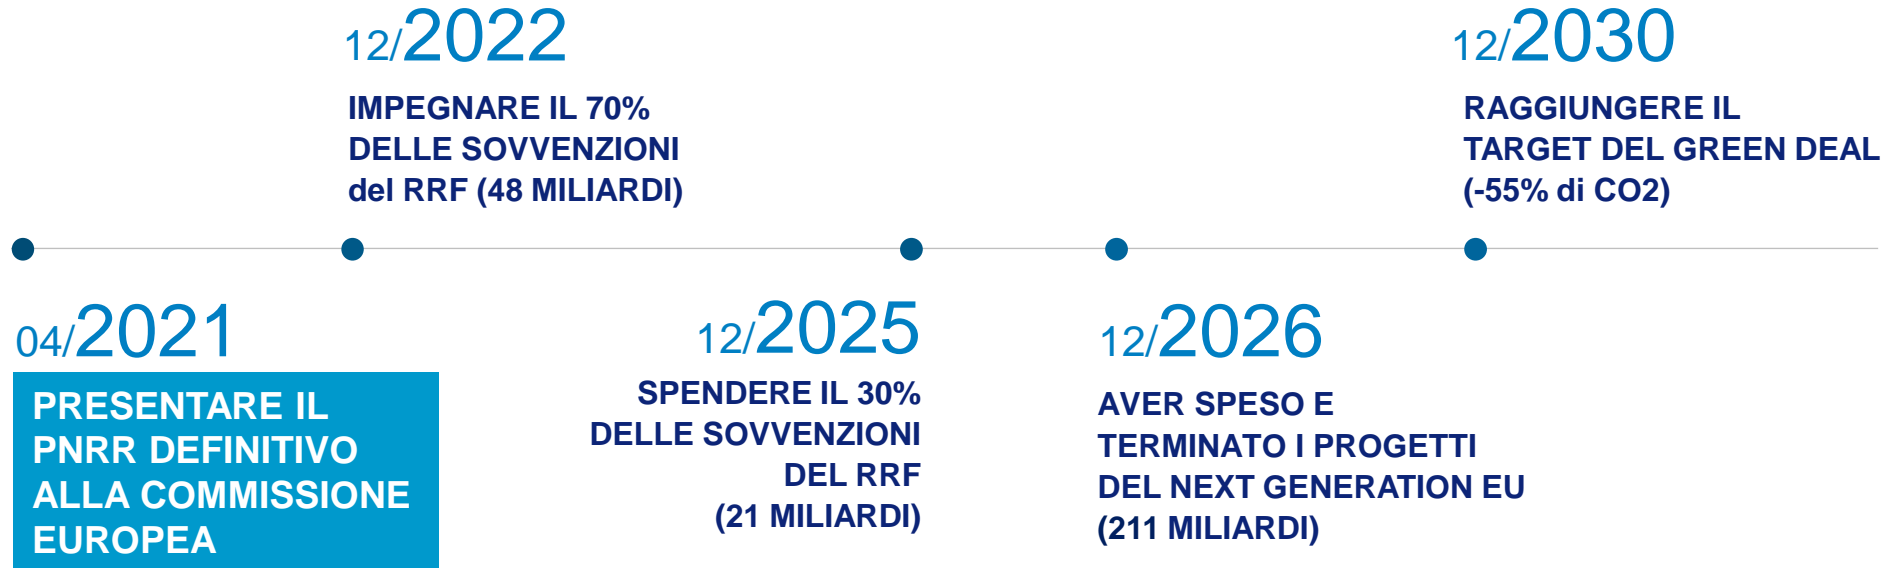 12/2022
IMPEGNARE IL 70%
DELLE SOVVENZIONI
del RRF (48 MILIARDI)
12/2030
RAGGIUNGERE IL
TARGET DEL GREEN DEAL
(-55% di CO2)
04/2021
PRESENTARE IL
PNRR DEFINITIVO
ALLA COMMISSIONE
EUROPEA
12/2025
SPENDERE IL 30%
DELLE SOVVENZIONI
DEL RRF
(21 MILIARDI)
12/2026
AVER SPESO E
TERMINATO I PROGETTI
DEL NEXT GENERATION EU
(211 MILIARDI)